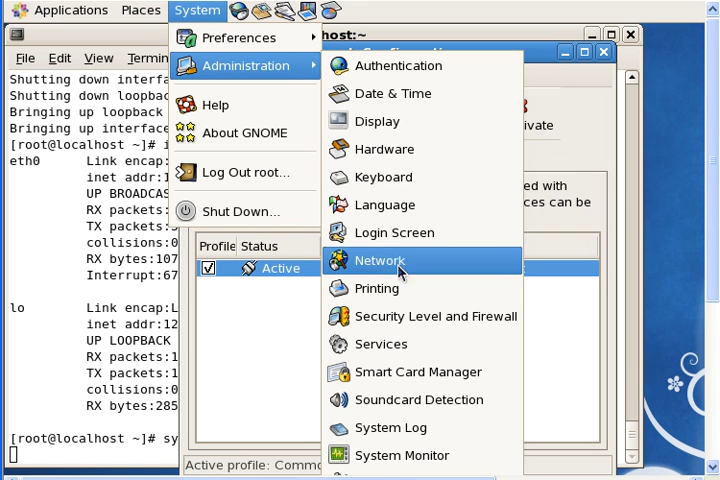 Applications Places System
Preferences
Administration
Help
About GNOME
Log Out root...
Shut Down...
Authentication
Date & Time
Display
Hardware
Keyboard
Language
Login Screen
Network
Printing
Security Level and Firewall
Services
Smart Card Manager
Soundcard Detection
System Log
System Monitor
host:~
File Edit View Termin
Shutting down interfa
Shutting down loopbac
Bringing up loopback
Bringing up interface
[root@localhost ~]# i
eth0 Link encap:
inet addr:1
UP BROADCAS
RX packets:
TX packets:
collisions:0
RX bytes:107
Interrupt:67
lo Link encap:L
inet addr:12
UP LOOPBACK
RX packets:1
TX packets:1
collisions:0
RX bytes:285
[root@localhost ~]# sy
ivate
ed with
ces can be
Profile Status
Active
Active profile: Commo